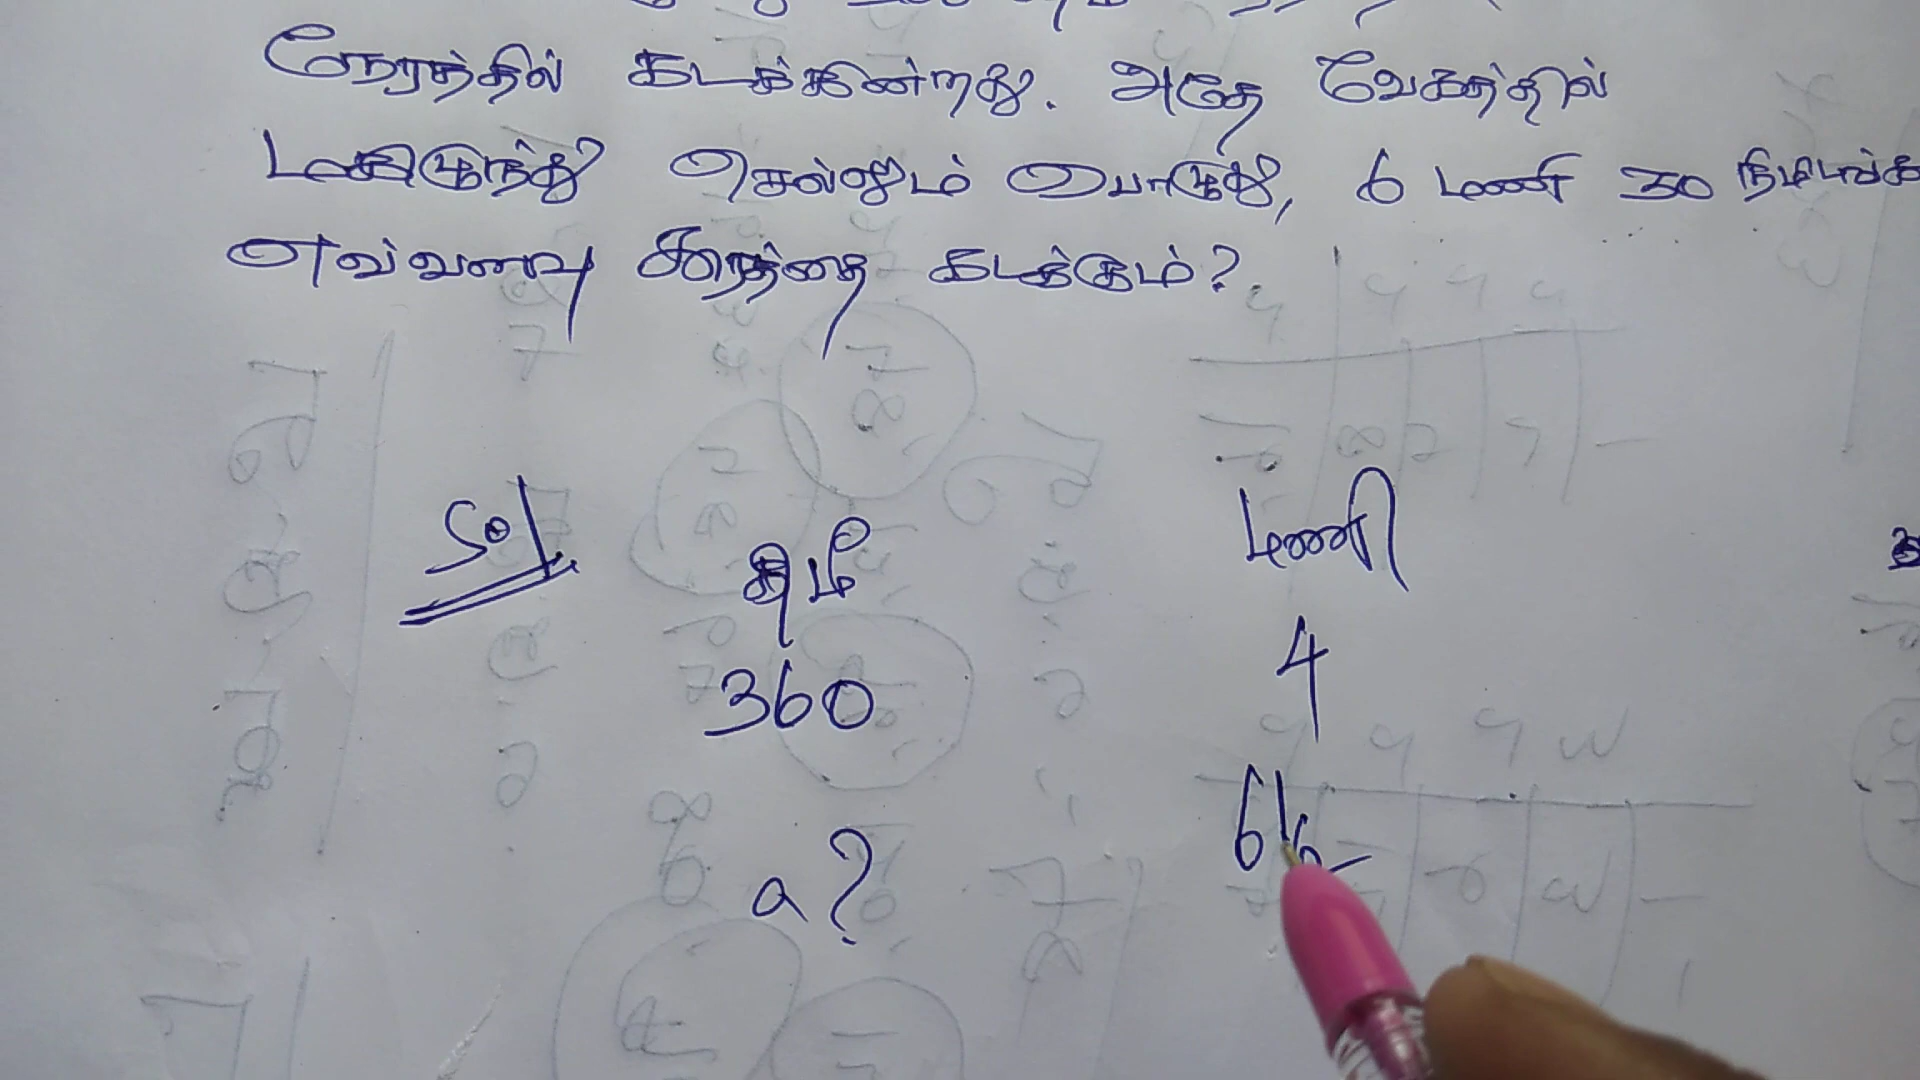 நேரத்தில் கடக்கின்றது. அதே வேகத்தில்
மகிழுந்து செல்லும் பொழுது, 6 மணி 30
எவ்வளவு தூரத்தை கடக்கும்?.
Sol
கிமீ மணி
360 4
a? 6½